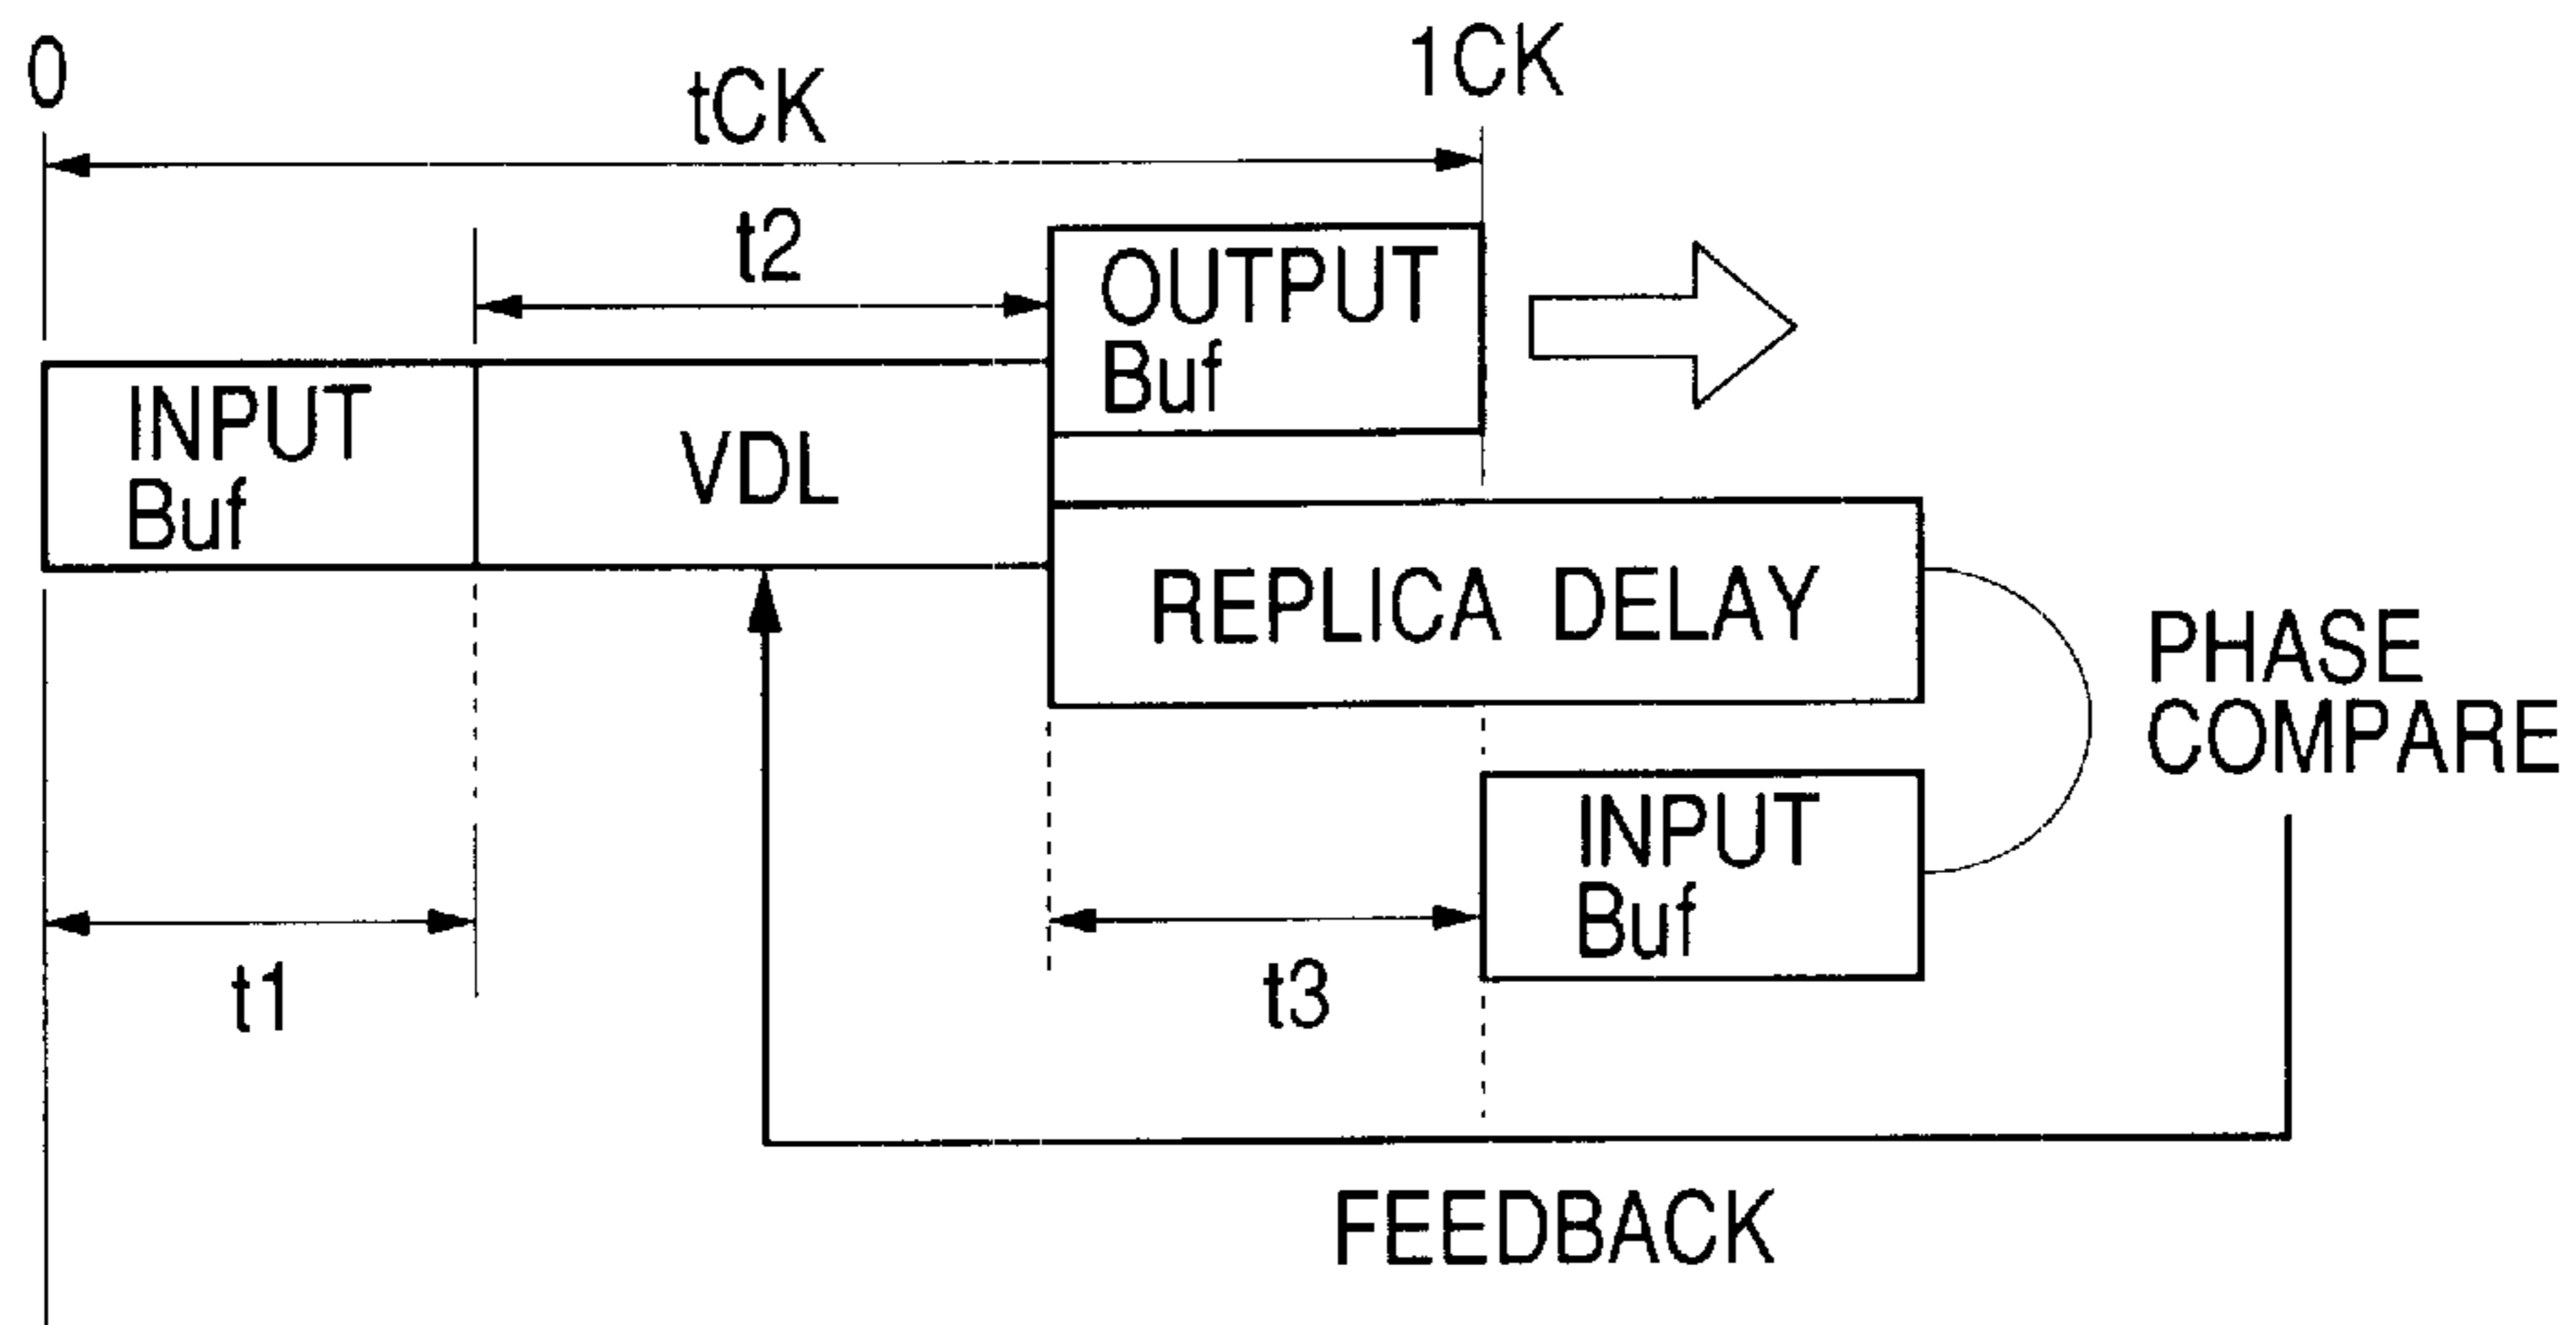 0
1CK
tCK
t2
OUTPUT
Buf
INPUT
Buf
VDL
REPLICA DELAY
PHASE
COMPARE
INPUT
Buf
t1
t3
FEEDBACK